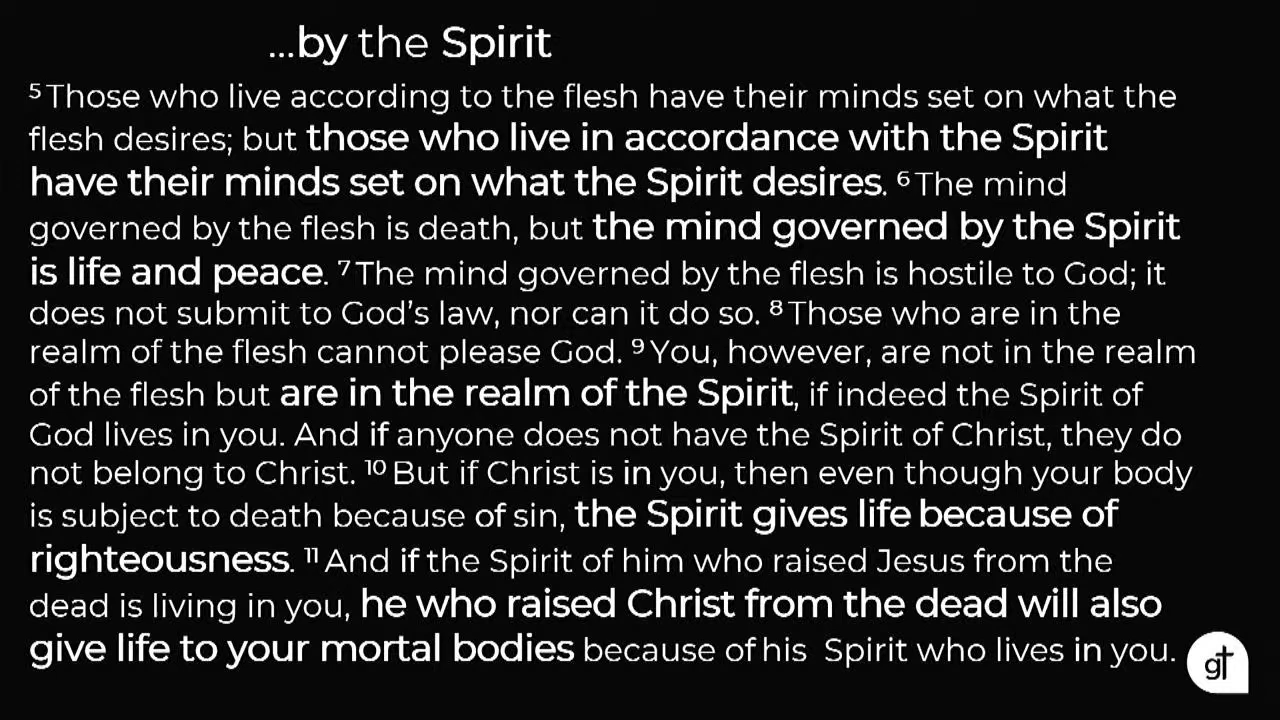 ...by the Spirit
⁵Those who live according to the flesh have their minds set on what the
flesh desires; but those who live in accordance with the Spirit
have their minds set on what the Spirit desires. ⁶The mind
governed by the flesh is death, but the mind governed by the Spirit
is life and peace. ⁷The mind governed by the flesh is hostile to God; it
does not submit to God’s law, nor can it do so. ⁸Those who are in the
realm of the flesh cannot please God. ⁹You, however, are not in the realm
of the flesh but are in the realm of the Spirit, if indeed the Spirit of
God lives in you. And if anyone does not have the Spirit of Christ, they do
not belong to Christ. ¹⁰But if Christ is in you, then even though your body
is subject to death because of sin, the Spirit gives life because of
righteousness. ¹¹And if the Spirit of him who raised Jesus from the
dead is living in you, he who raised Christ from the dead will also
give life to your mortal bodies because of his Spirit who lives in you.
gt